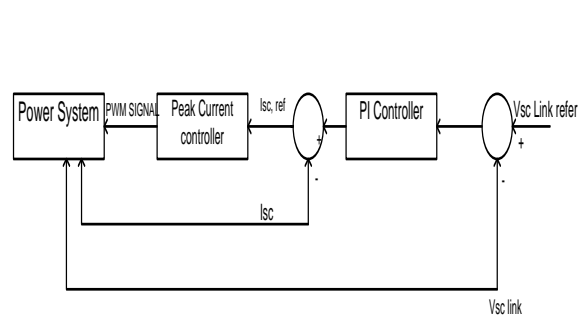 Power System
PWM SIGNAL
Peak Current
controller
Isc, ref
+
-
PI Controller
Vsc Link refer
+
-
Isc
Vsc link